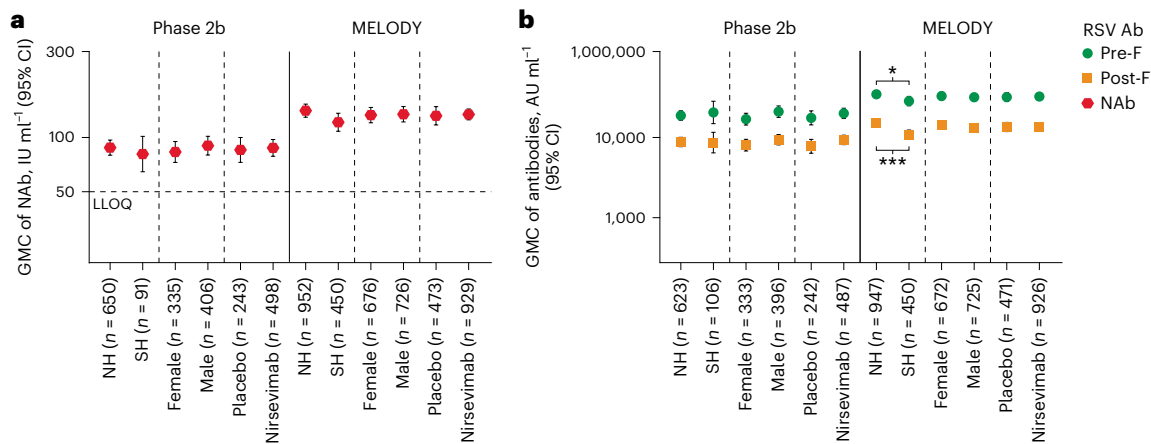 a
Phase 2b
MELODY
GMC of NAb, IU ml⁻¹ (95% CI)
300
100
50
LLOQ
NH (n = 650)
SH (n = 91)
Female (n = 335)
Male (n = 406)
Placebo (n = 243)
Nirsevimab (n = 498)
NH (n = 952)
SH (n = 450)
Female (n = 676)
Male (n = 726)
Placebo (n = 473)
Nirsevimab (n = 929)
b
Phase 2b
MELODY
GMC of antibodies, AU ml⁻¹
(95% CI)
1,000,000
10,000
1,000
*
***
NH (n = 623)
SH (n = 106)
Female (n = 333)
Male (n = 396)
Placebo (n = 242)
Nirsevimab (n = 487)
NH (n = 947)
SH (n = 450)
Female (n = 672)
Male (n = 725)
Placebo (n = 471)
Nirsevimab (n = 926)
RSV Ab
Pre-F
Post-F
NAb